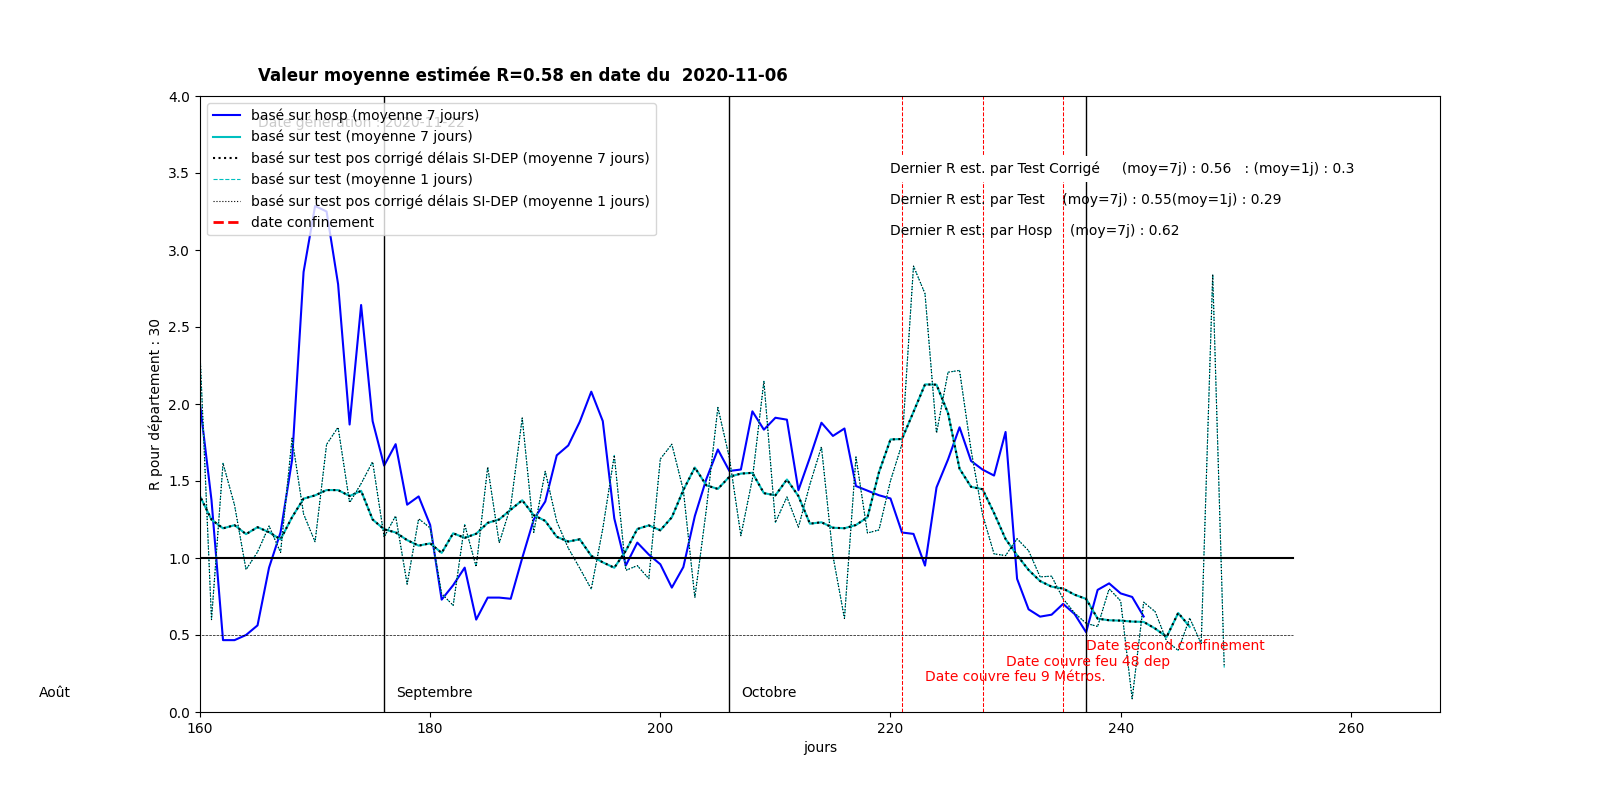 Valeur moyenne estimée R=0.58 en date du  2020-11-06
Date génération : 2020-11-22
basé sur hosp (moyenne 7 jours)
basé sur test (moyenne 7 jours)
basé sur test pos corrigé délais SI-DEP (moyenne 7 jours)
basé sur test (moyenne 1 jours)
basé sur test pos corrigé délais SI-DEP (moyenne 1 jours)
date confinement
Dernier R est. par Test Corrigé     (moy=7j) : 0.56   : (moy=1j) : 0.3
Dernier R est. par Test    (moy=7j) : 0.55(moy=1j) : 0.29
Dernier R est. par Hosp    (moy=7j) : 0.62
4.0
3.5
3.0
2.5
2.0
1.5
1.0
0.5
0.0
R pour département : 30
Date second confinement
Date couvre feu 48 dep
Date couvre feu 9 Métros.
Août
Septembre
Octobre
160
180
200
220
240
260
jours